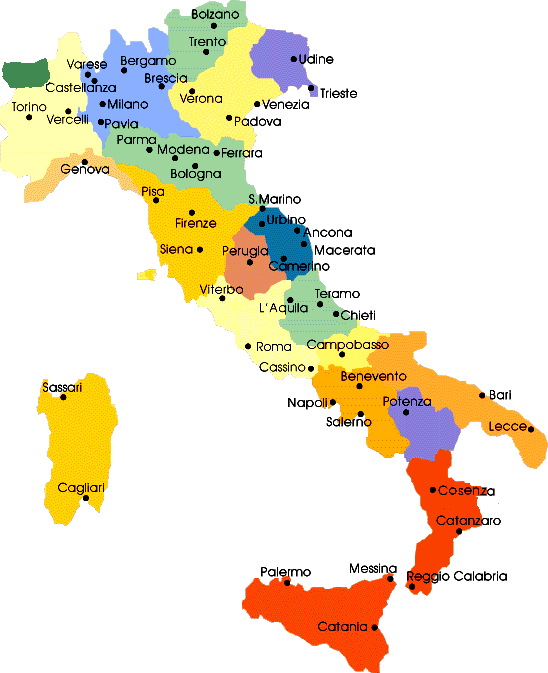 Bolzano
Trento
Udine
Bergamo
Varese
Brescia
Castellanza
Trieste
Verona
Milano
Venezia
Torino
Vercelli
Pavia
Padova
Parma
Modena
Ferrara
Genova
Bologna
Pisa
S.Marino
Firenze
Urbino
Ancona
Siena
Perugia
Macerata
Camerino
Viterbo
Teramo
L'Aquila
Chieti
Roma
Campobasso
Cassino
Benevento
Sassari
Napoli
Potenza
Bari
Salerno
Lecce
Cagliari
Cosenza
Catanzaro
Palermo
Messina
Reggio Calabria
Catania